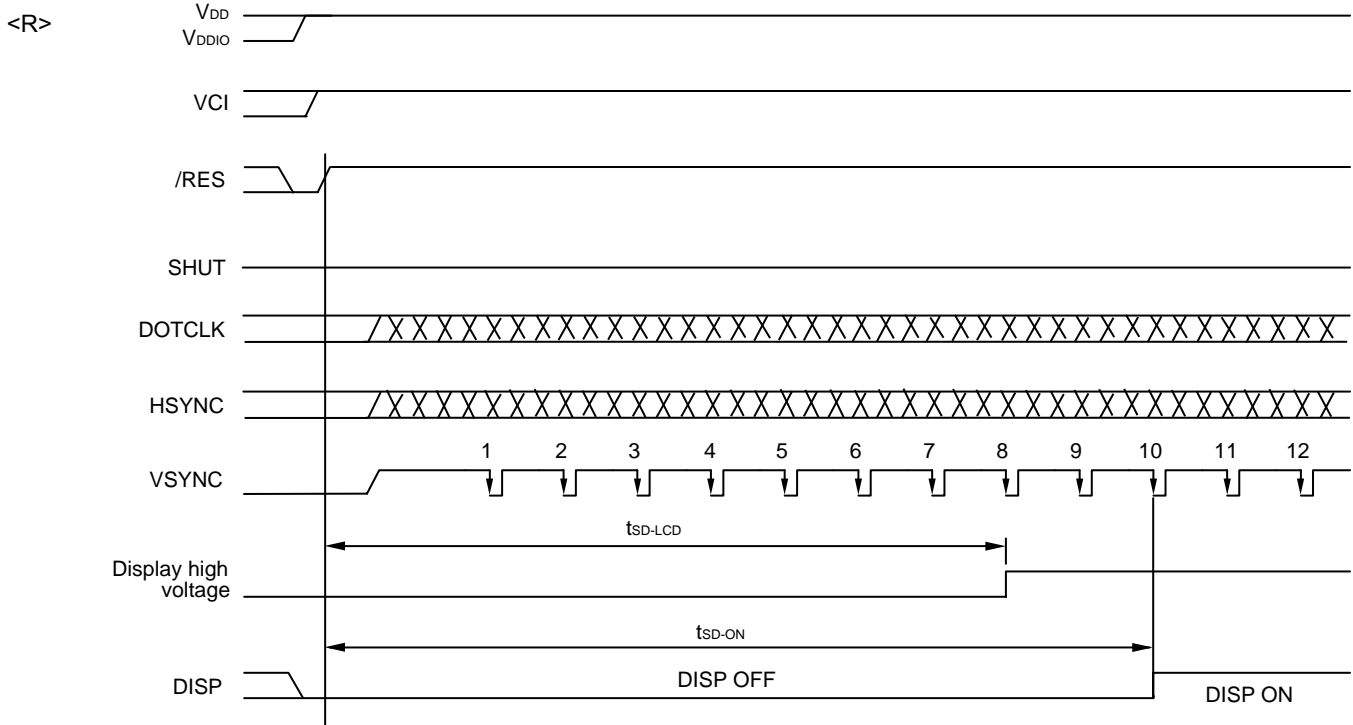 <R>
VDD
VDDIO
VCI
/RES
SHUT
DOTCLK
HSYNC
1 2 3 4 5 6 7 8 9 10 11 12
VSYNC
tSD-LCD
Display high
voltage
tSD-ON
DISP
DISP OFF
DISP ON